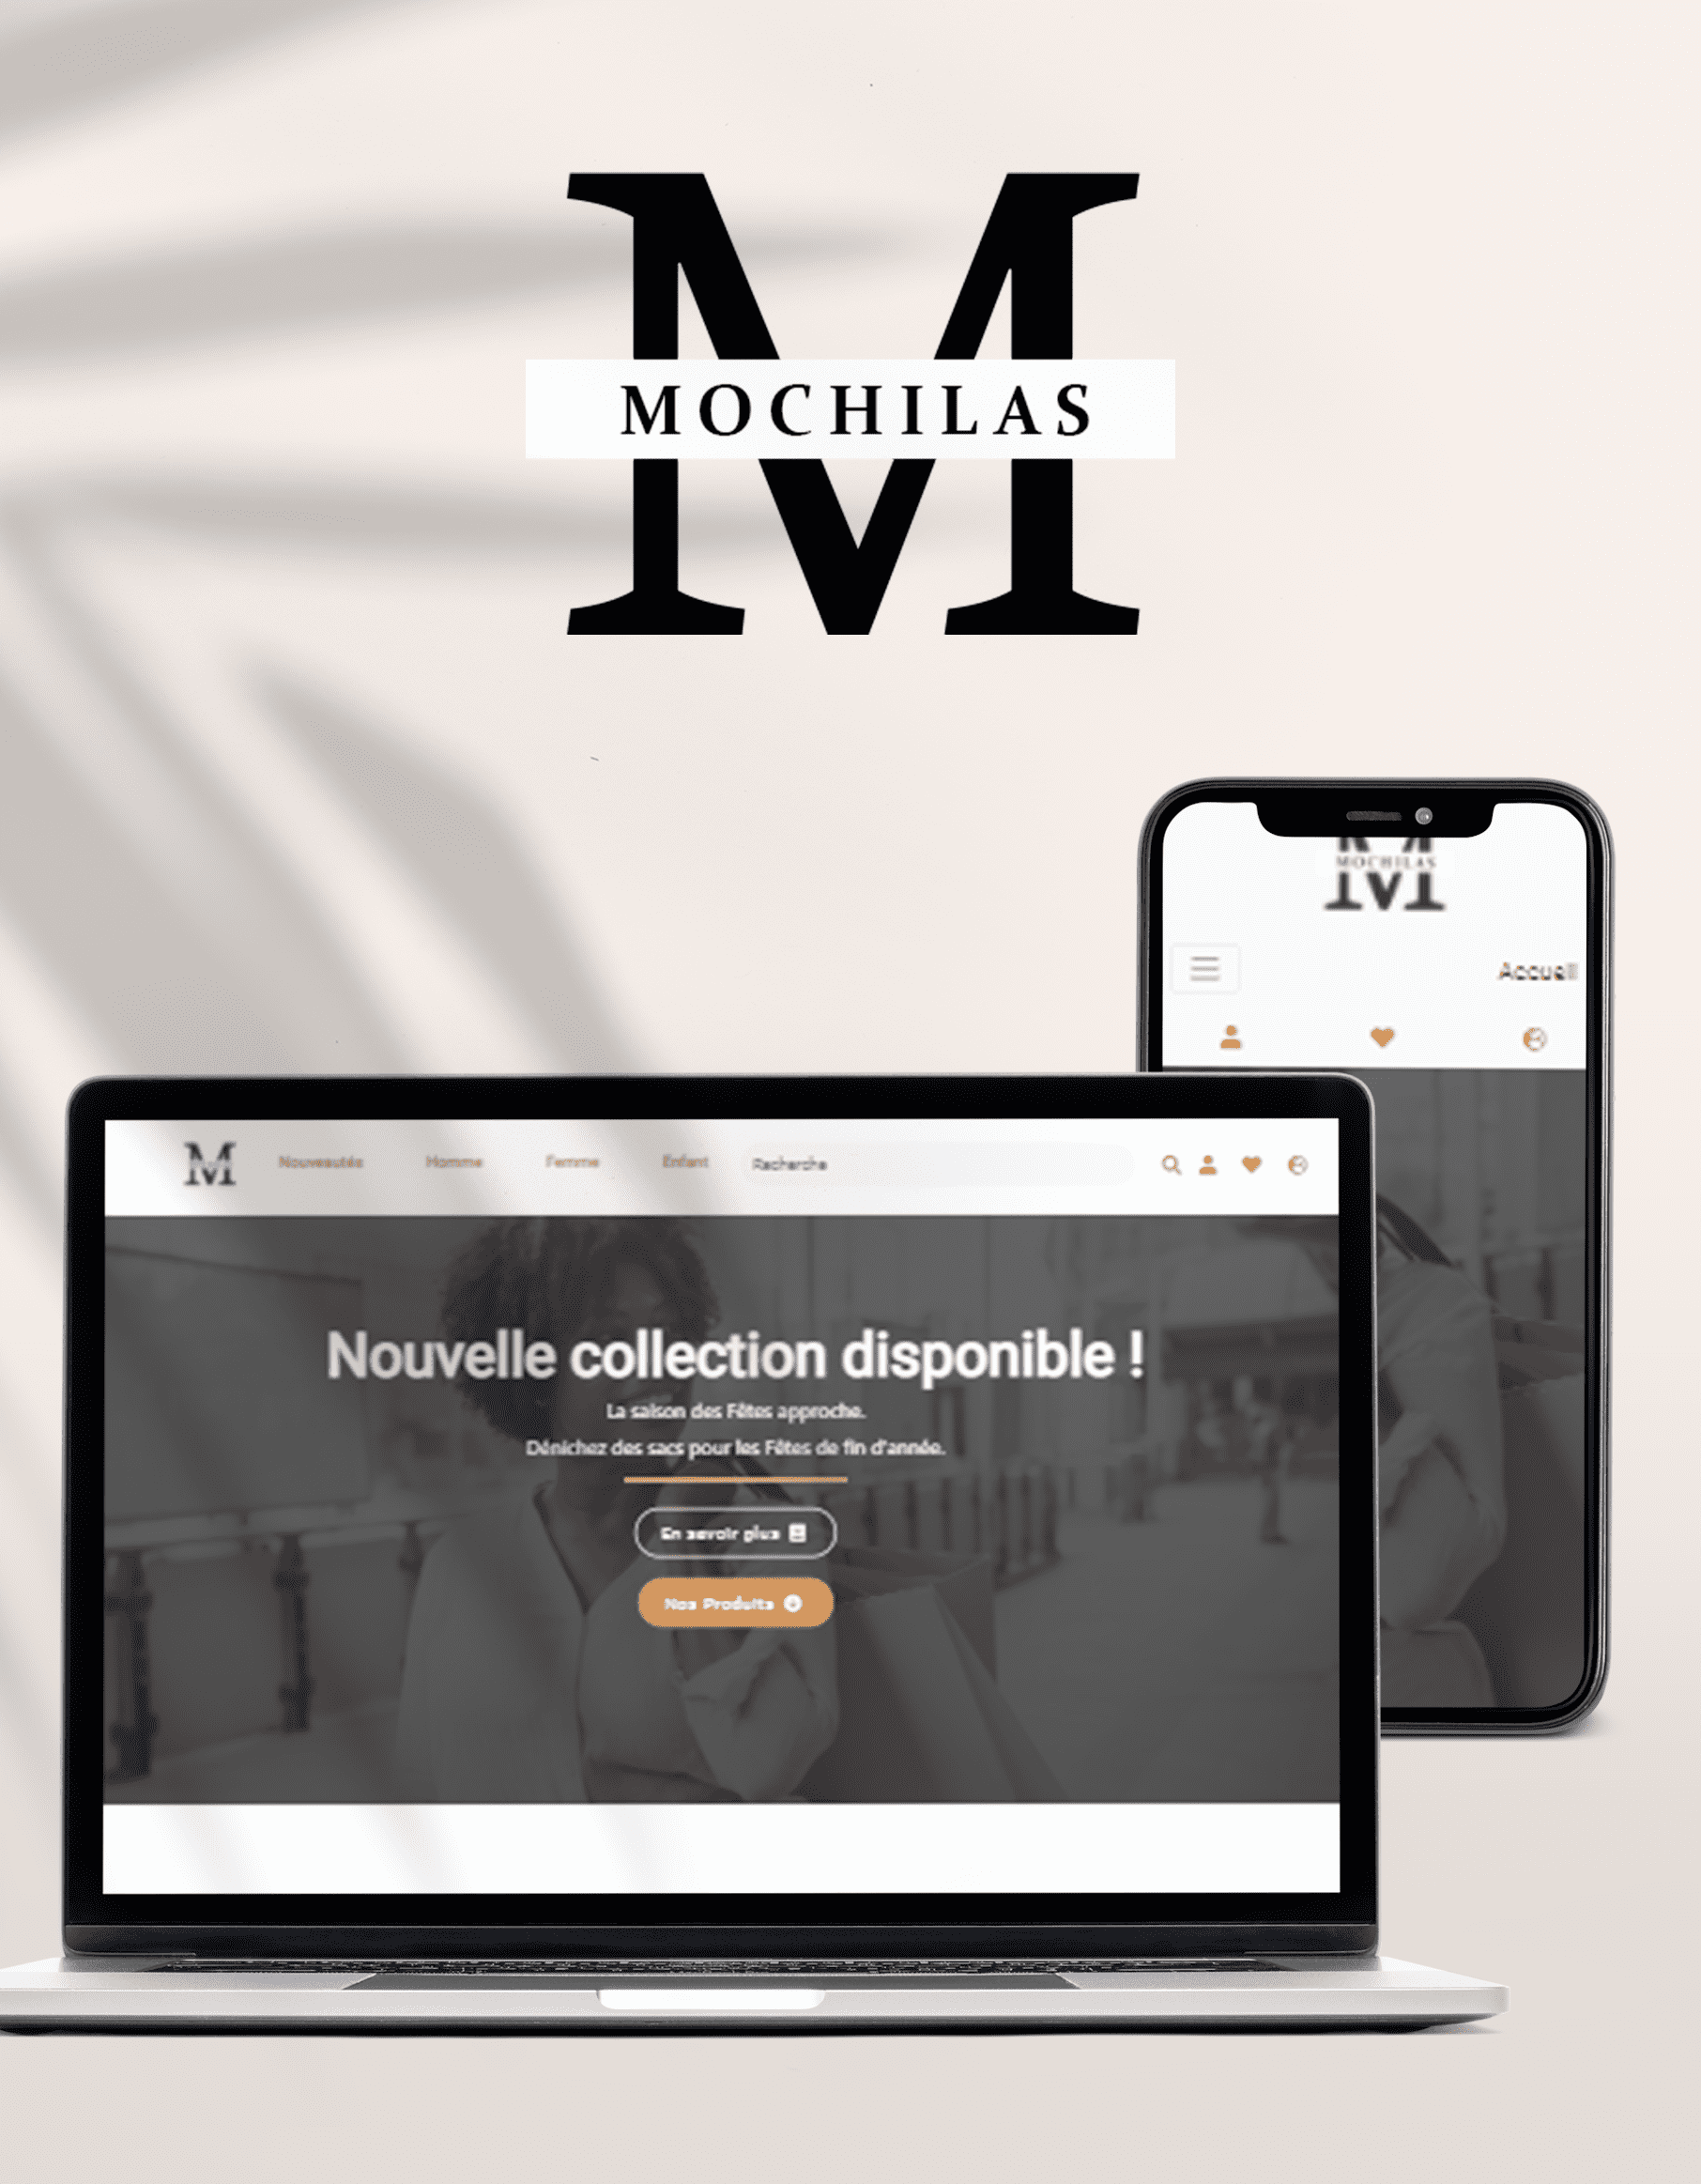 M
MOCHILAS
MOCHILAS
Accueil
M
Nouveautés Homme Femme Enfant Recherche
Nouvelle collection disponible !
La saison des Fêtes approche.
Dénichez des sacs pour les Fêtes de fin d'année.
En savoir plus
Nos Produits